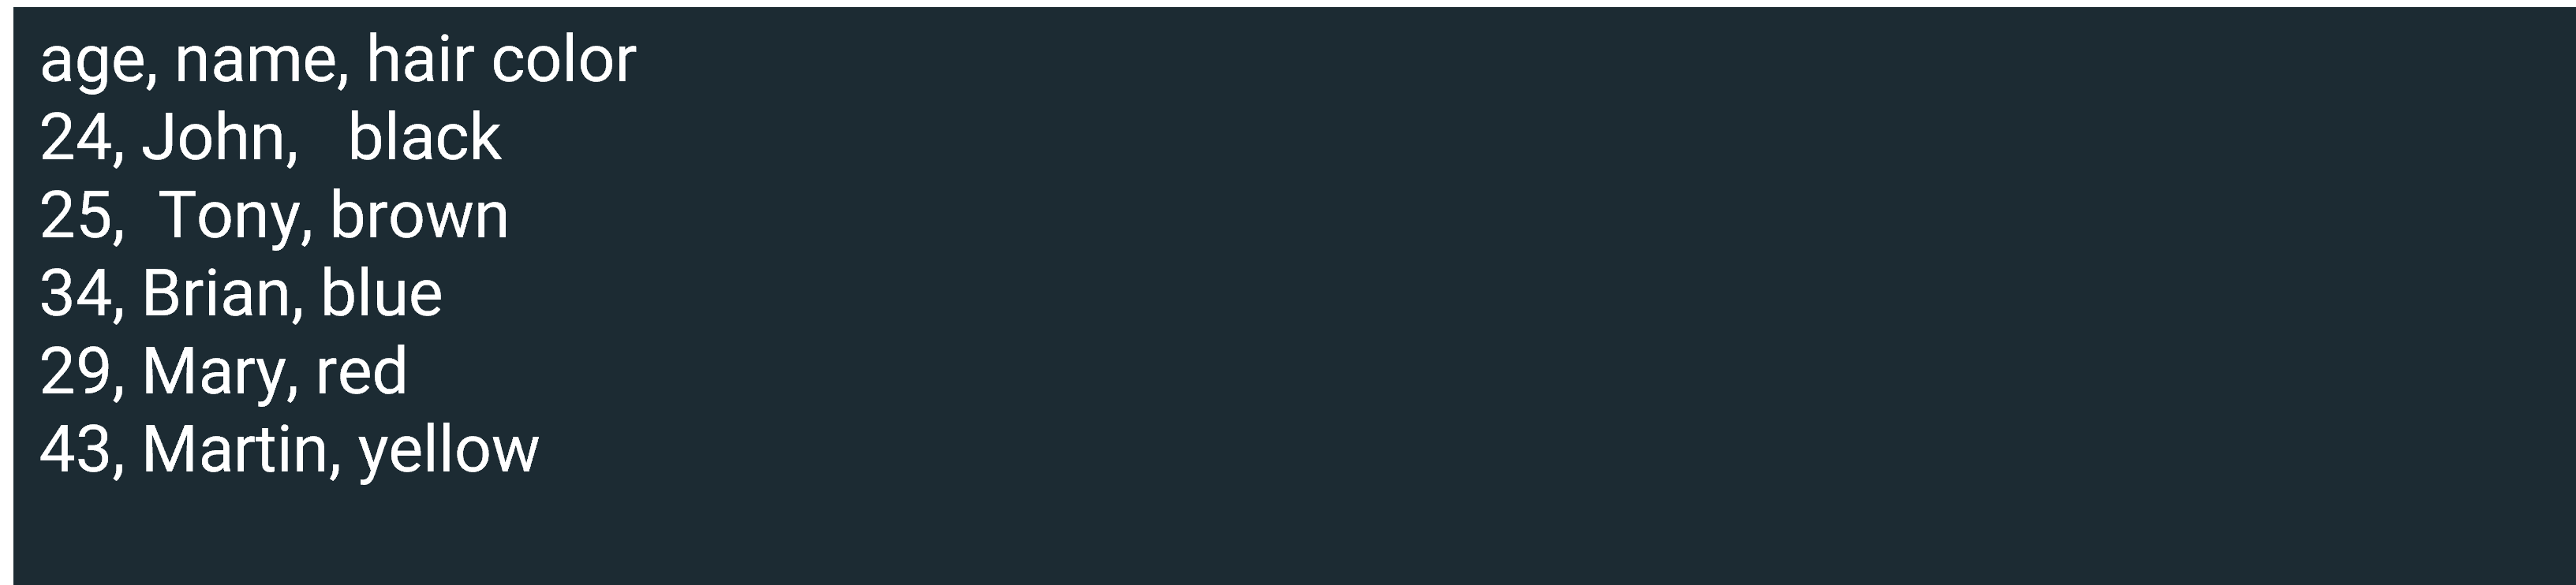 age, name, hair color
24, John,   black
25,  Tony, brown
34, Brian, blue
29, Mary, red
43, Martin, yellow